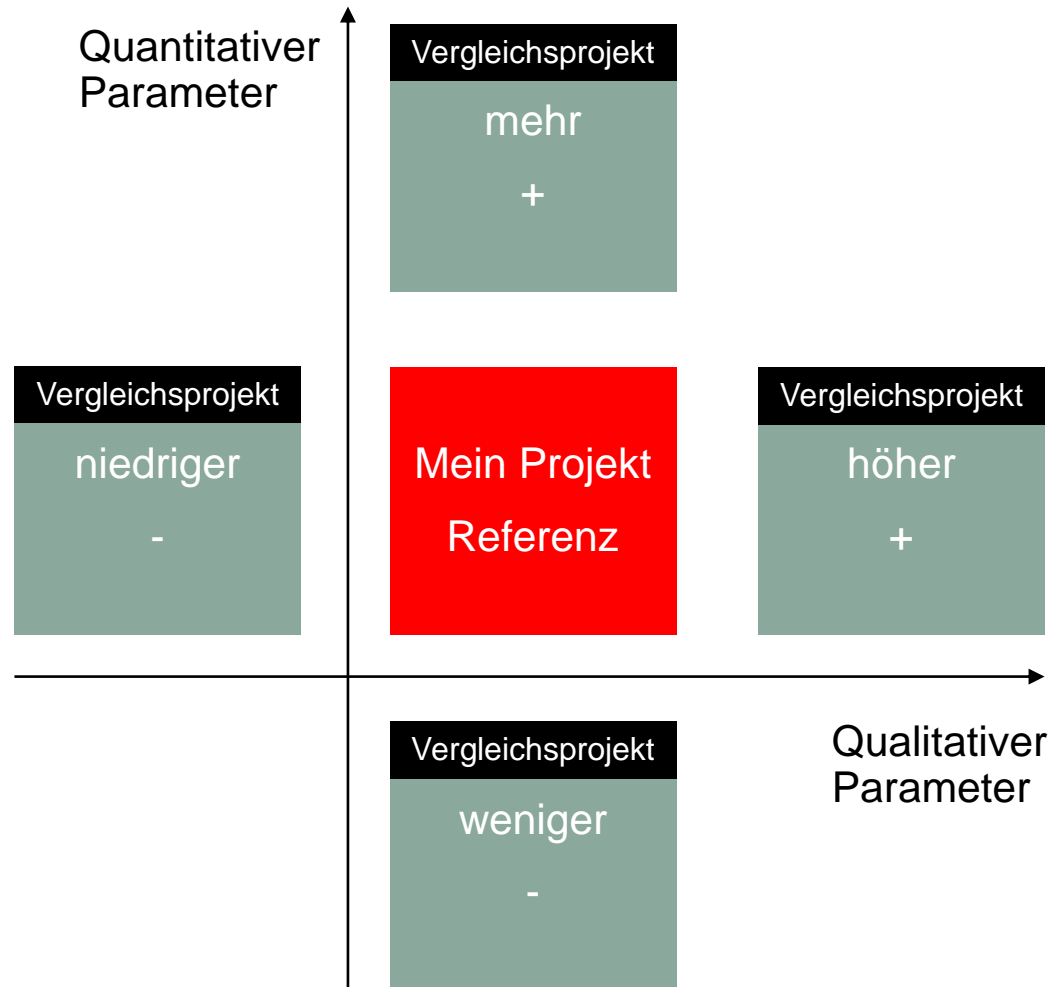 Quantitativer
Parameter
Vergleichsprojekt
mehr
+
Vergleichsprojekt
niedriger
-
Mein Projekt
Referenz
Vergleichsprojekt
höher
+
Vergleichsprojekt
weniger
-
Qualitativer
Parameter